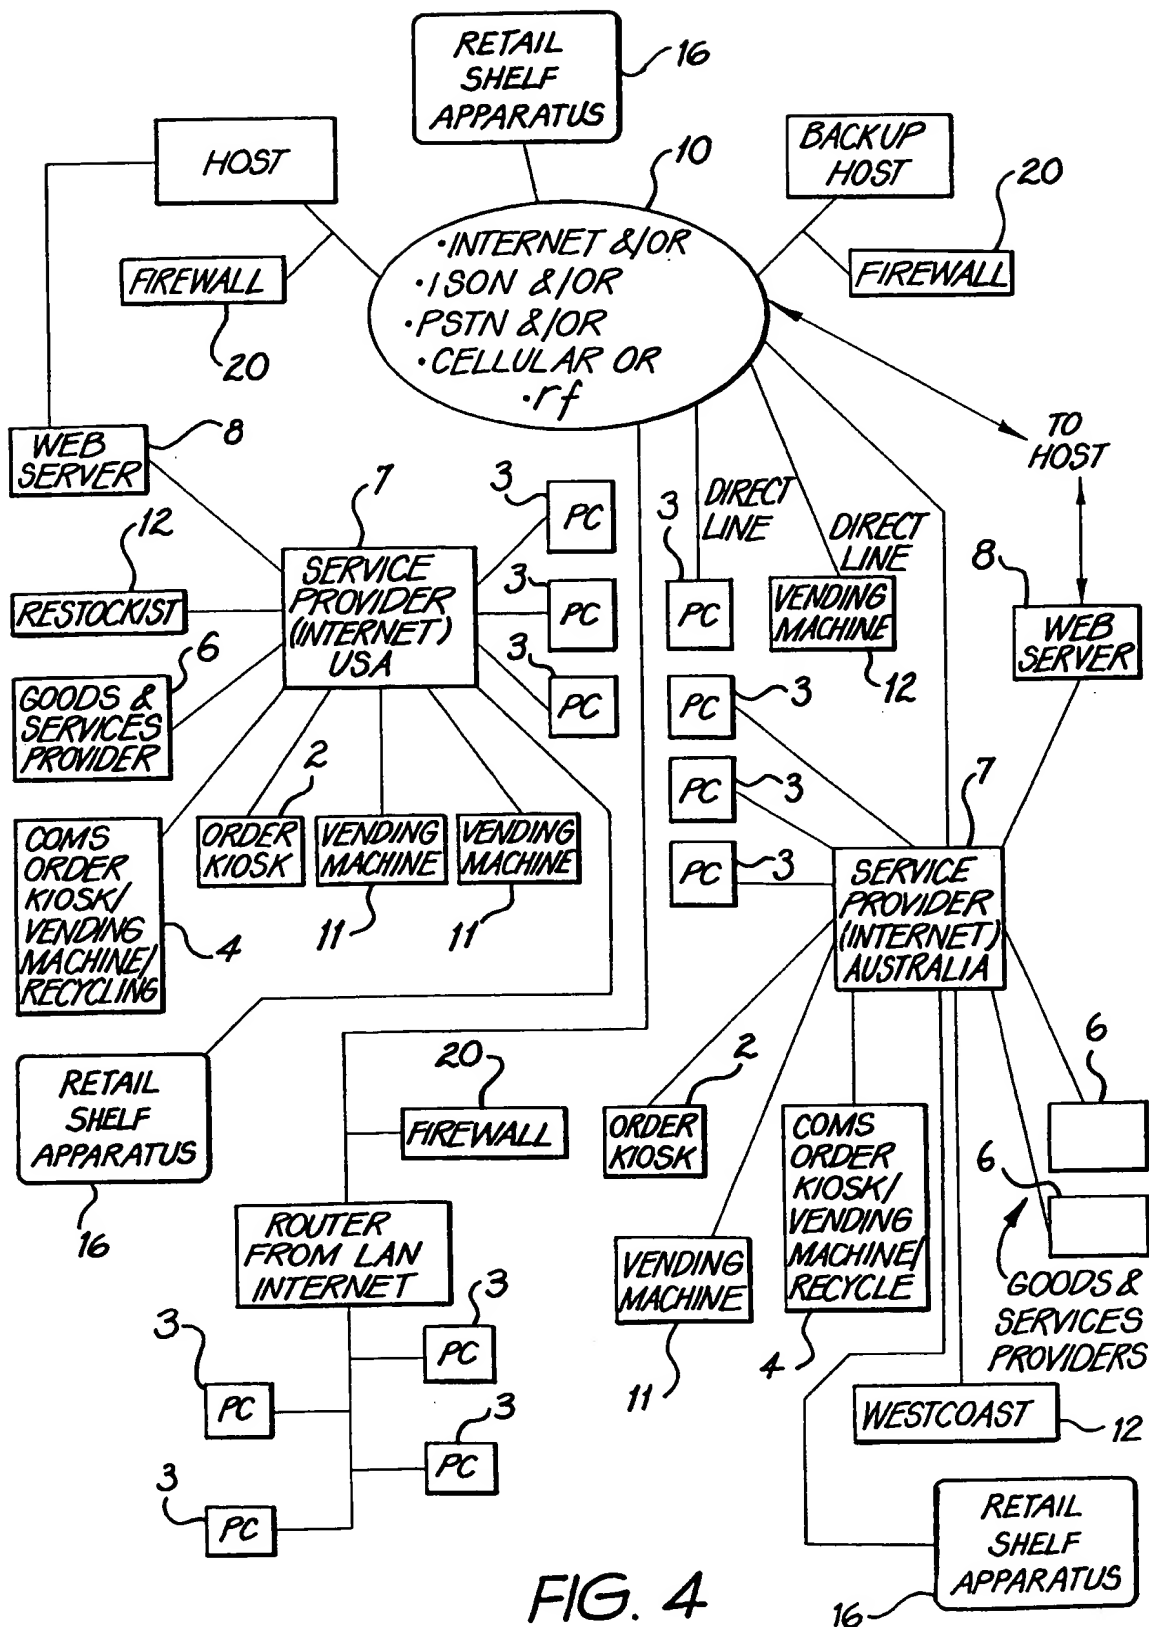 RETAIL
SHELF
APPARATUS
16
HOST
10
BACKUP
HOST
20
FIREWALL
20
• INTERNET &/OR
• ISON &/OR
• PSTN &/OR
• CELLULAR OR
• rf
FIREWALL
TO
HOST
WEB
SERVER
8
7
3
PC
3
PC
3
PC
3
PC
DIRECT
LINE
DIRECT
LINE
VENDING
MACHINE
12
8
WEB
SERVER
12
RESTOCKIST
SERVICE
PROVIDER
(INTERNET)
USA
6
GOODS &
SERVICES
PROVIDER
PC
3
PC
3
PC
3
7
COMS
ORDER
KIOSK/
VENDING
MACHINE/
RECYCLING
4
2
ORDER
KIOSK
VENDING
MACHINE
11
VENDING
MACHINE
11
SERVICE
PROVIDER
(INTERNET)
AUSTRALIA
RETAIL
SHELF
APPARATUS
16
20
FIREWALL
2
ORDER
KIOSK
COMS
ORDER
KIOSK/
VENDING
MACHINE/
RECYCLE
4
6
6
GOODS &
SERVICES
PROVIDERS
ROUTER
FROM LAN
INTERNET
VENDING
MACHINE
11
3
PC
3
PC
3
PC
3
PC
WESTCOAST
12
RETAIL
SHELF
APPARATUS
16
FIG. 4